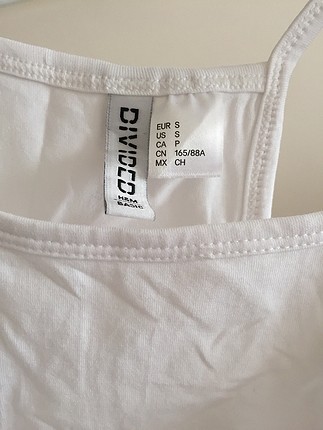 DIVIDED
H&M
BASIC
EUR S
US S
CA P
CN 165/88A
MX CH